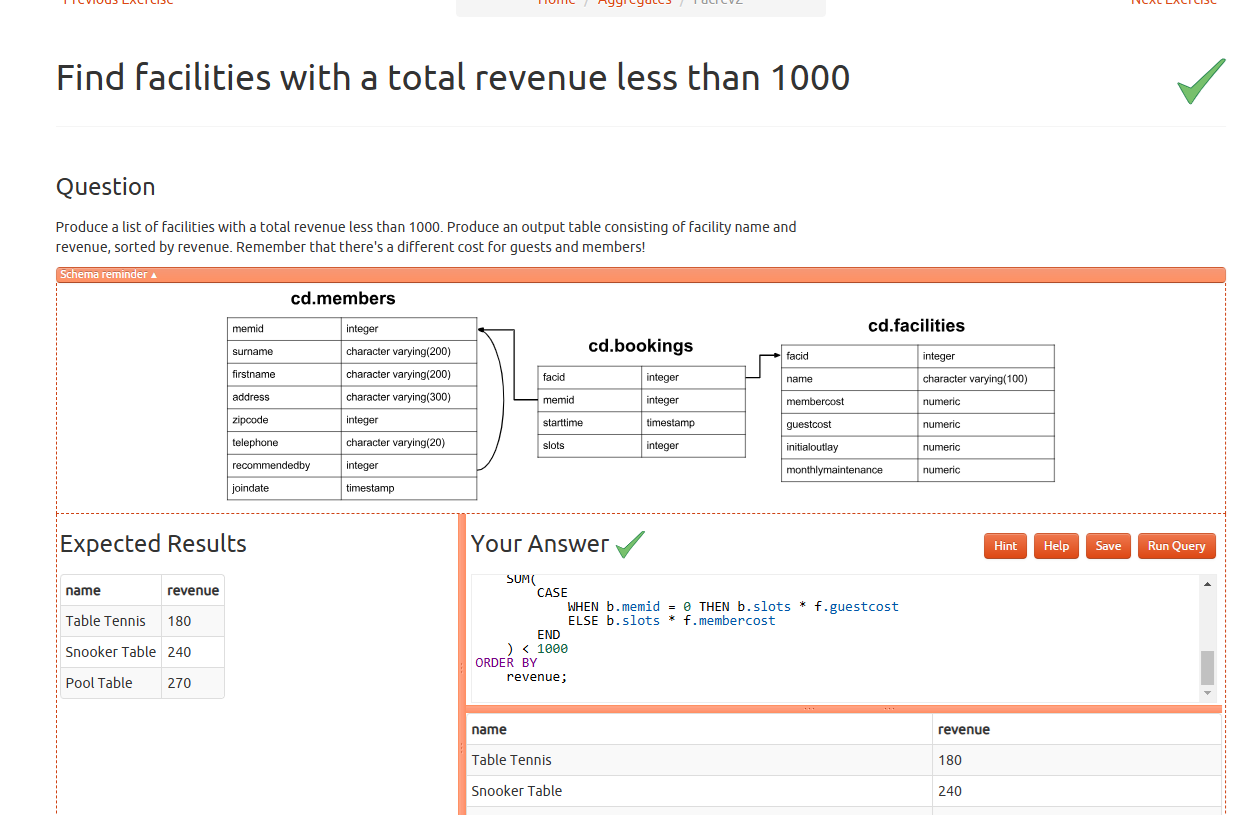 Previous Exercise
Home / Aggregates / Facrev2
Next Exercise
Find facilities with a total revenue less than 1000
Question
Produce a list of facilities with a total revenue less than 1000. Produce an output table consisting of facility name and
revenue, sorted by revenue. Remember that there's a different cost for guests and members!
Schema reminder ▴
cd.members
memid integer
surname character varying(200)
firstname character varying(200)
address character varying(300)
zipcode integer
telephone character varying(20)
recommendedby integer
joindate timestamp
cd.bookings
facid integer
memid integer
starttime timestamp
slots integer
cd.facilities
facid integer
name character varying(100)
membercost numeric
guestcost numeric
initialoutlay numeric
monthlymaintenance numeric
Expected Results
name revenue
Table Tennis 180
Snooker Table 240
Pool Table 270
Your Answer
Hint Help Save Run Query
SUM(
CASE
WHEN b.memid = 0 THEN b.slots * f.guestcost
ELSE b.slots * f.membercost
END
) < 1000
ORDER BY
revenue;
name revenue
Table Tennis 180
Snooker Table 240